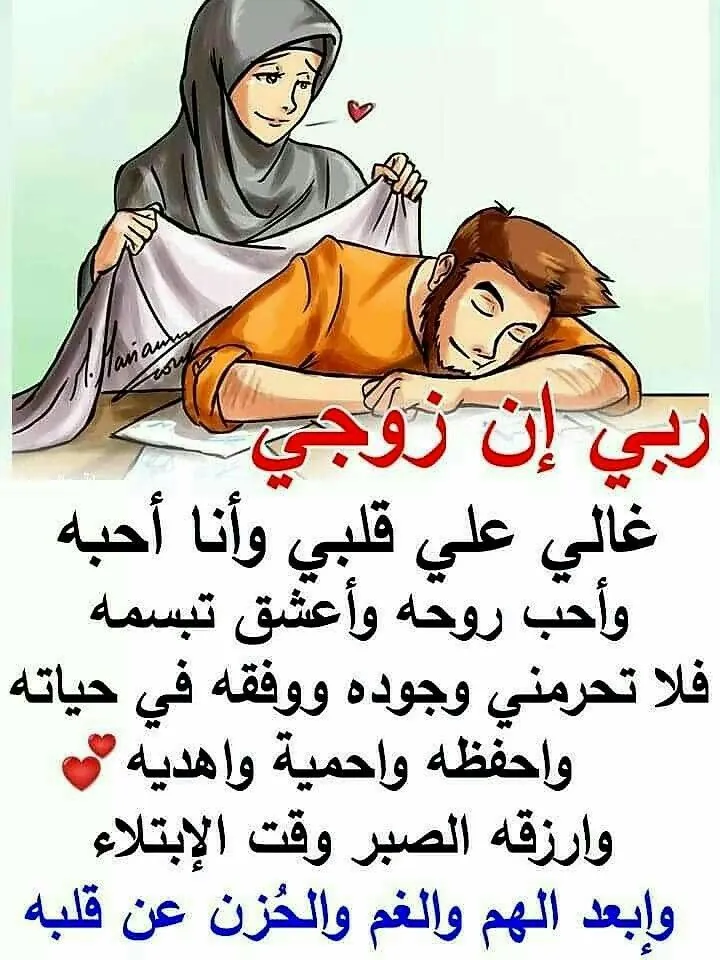 ربي إن زوجي
غالي علي قلبي وأنا أحبه
وأحب روحه وأعشق تبسمه
فلا تحرمني وجوده ووفقه في حياته
واحفظه واحمية واهديه
وارزقه الصبر وقت الإبتلاء
وإبعد الهم والغم والحُزن عن قلبه